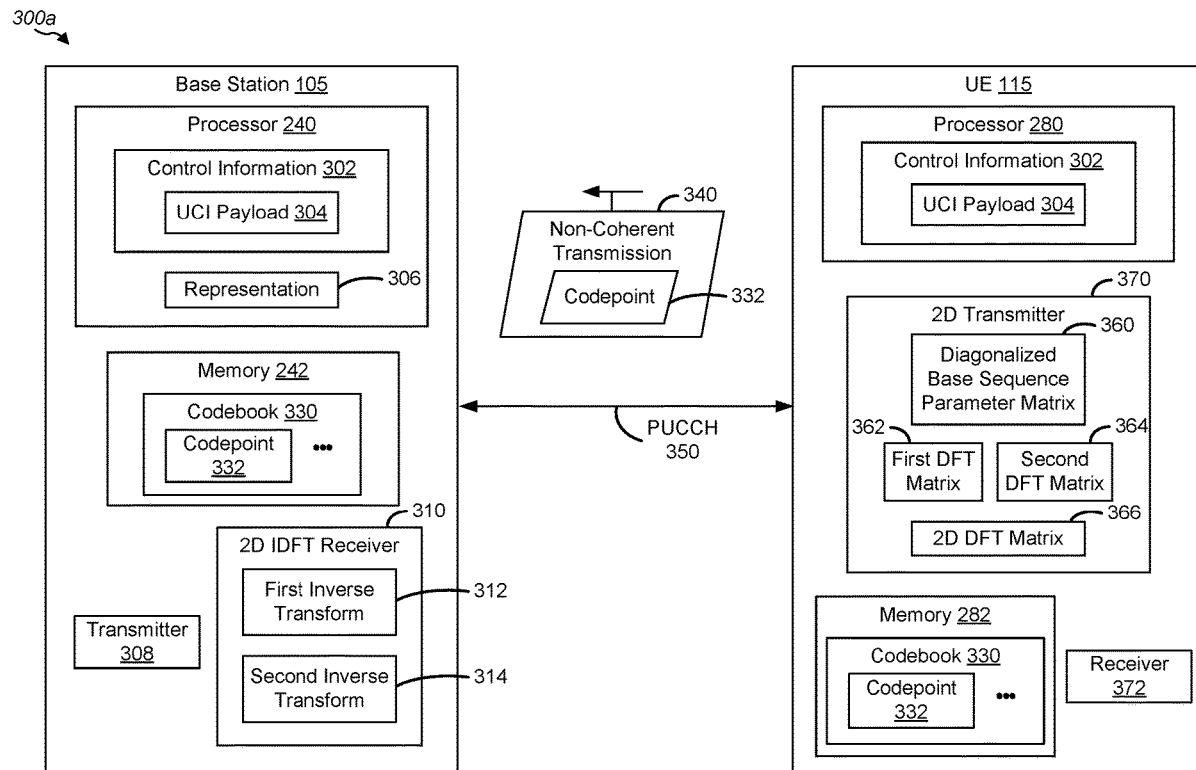 300a
Base Station 105
Processor 240
Control Information 302
UCI Payload 304
Representation
306
Memory 242
Codebook 330
Codepoint
332
•••
310
2D IDFT Receiver
First Inverse
Transform
312
Second Inverse
Transform
314
Transmitter
308
340
Non-Coherent
Transmission
Codepoint
332
PUCCH
350
UE 115
Processor 280
Control Information 302
UCI Payload 304
370
2D Transmitter
360
Diagonalized
Base Sequence
Parameter Matrix
362
First DFT
Matrix
364
Second
DFT Matrix
366
2D DFT Matrix
Memory 282
Codebook 330
Codepoint
332
•••
Receiver
372